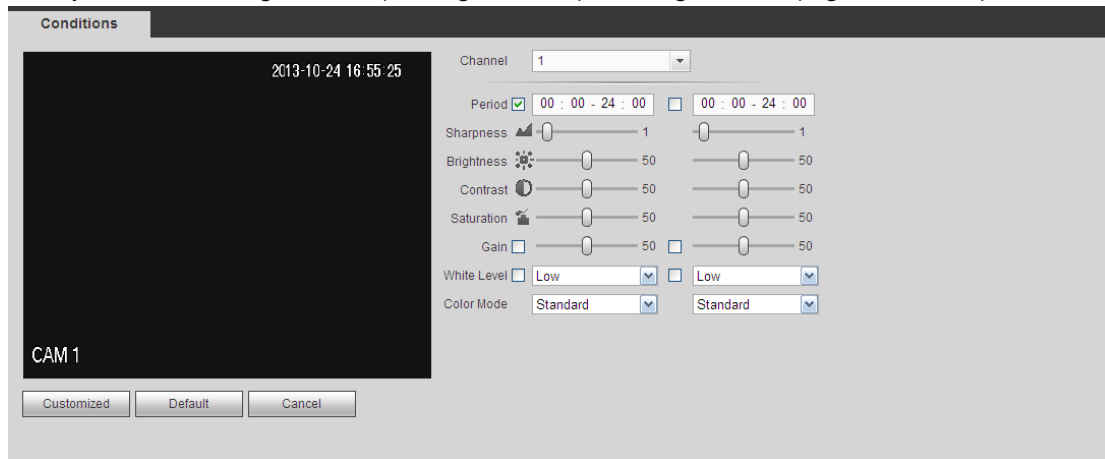 Conditions
2013-10-24 16:55:25
CAM 1
Channel 1
Period 00 : 00 - 24 : 00 00 : 00 - 24 : 00
Sharpness 1 1
Brightness 50 50
Contrast 50 50
Saturation 50 50
Gain 50 50
White Level Low Low
Color Mode Standard Standard
Customized Default Cancel